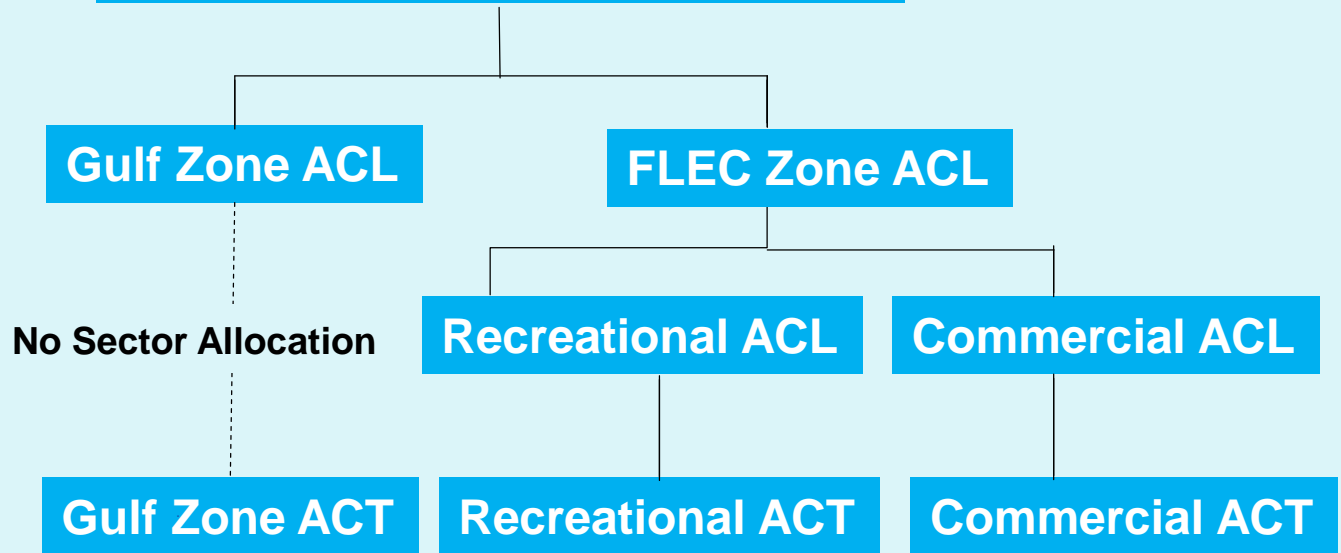 Gulf Zone ACL
FLEC Zone ACL
No Sector Allocation
Recreational ACL
Commercial ACL
Gulf Zone ACT
Recreational ACT
Commercial ACT